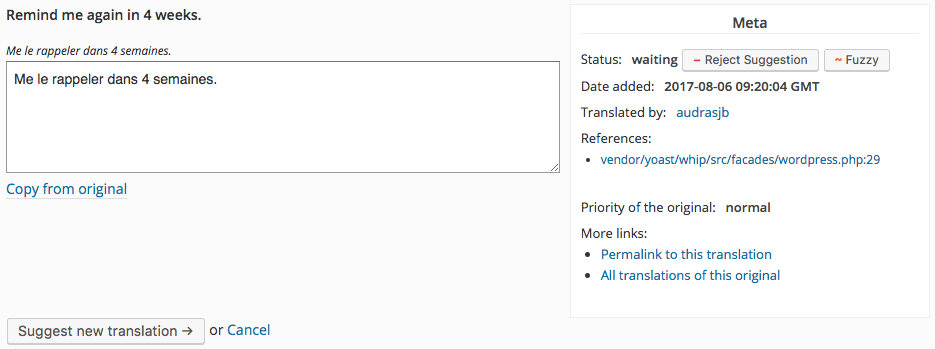 Remind me again in 4 weeks.
Me le rappeler dans 4 semaines.
Me le rappeler dans 4 semaines.
Copy from original
Suggest new translation →
or Cancel
Meta
Status: waiting − Reject Suggestion ~ Fuzzy
Date added: 2017-08-06 09:20:04 GMT
Translated by: audrasjb
References:
• vendor/yoast/whip/src/facades/wordpress.php:29
Priority of the original: normal
More links:
• Permalink to this translation
• All translations of this original